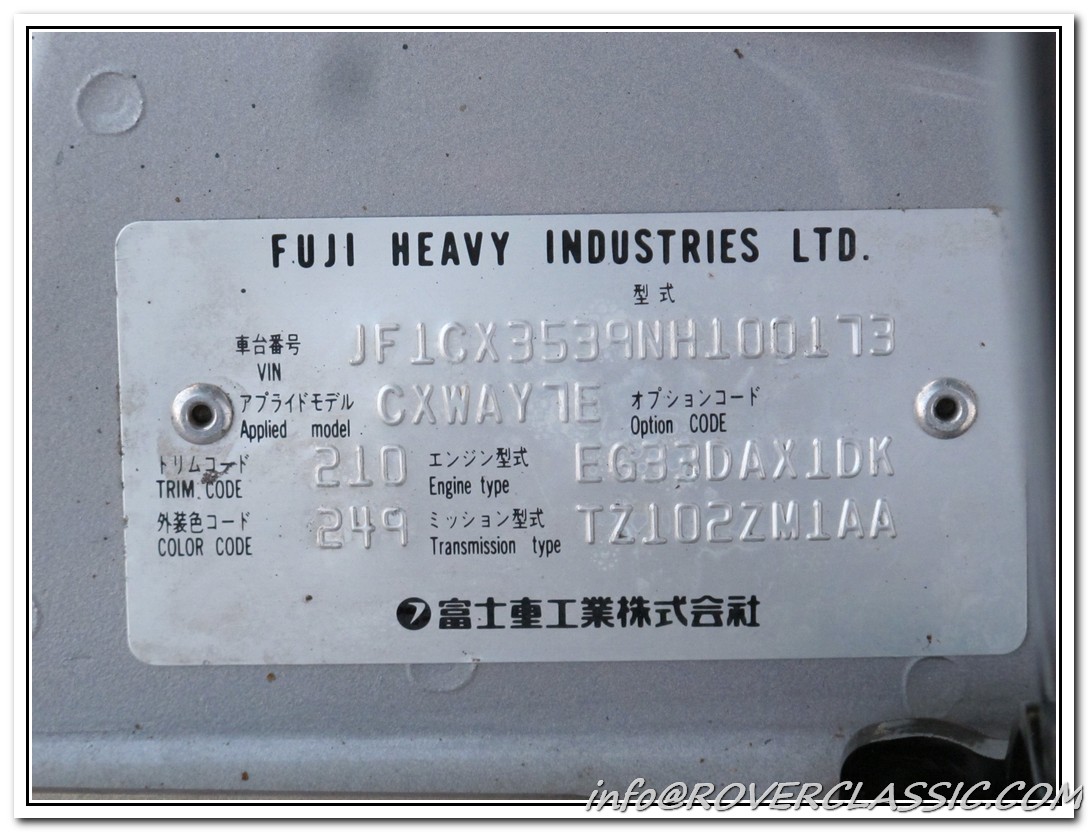 FUJI HEAVY INDUSTRIES LTD.
型式
車台番号 JF1CX3539NH100173
VIN
アプライドモデル CXWAY7E オプションコード
Applied model Option CODE
トリムコード 210 エンジン型式 EG33DAX1DK
TRIM CODE Engine type
外装色コード 249 ミッション型式 TZ102ZM1AA
COLOR CODE Transmission type
富士重工業株式会社
info@ROVERCLASSIC.COM